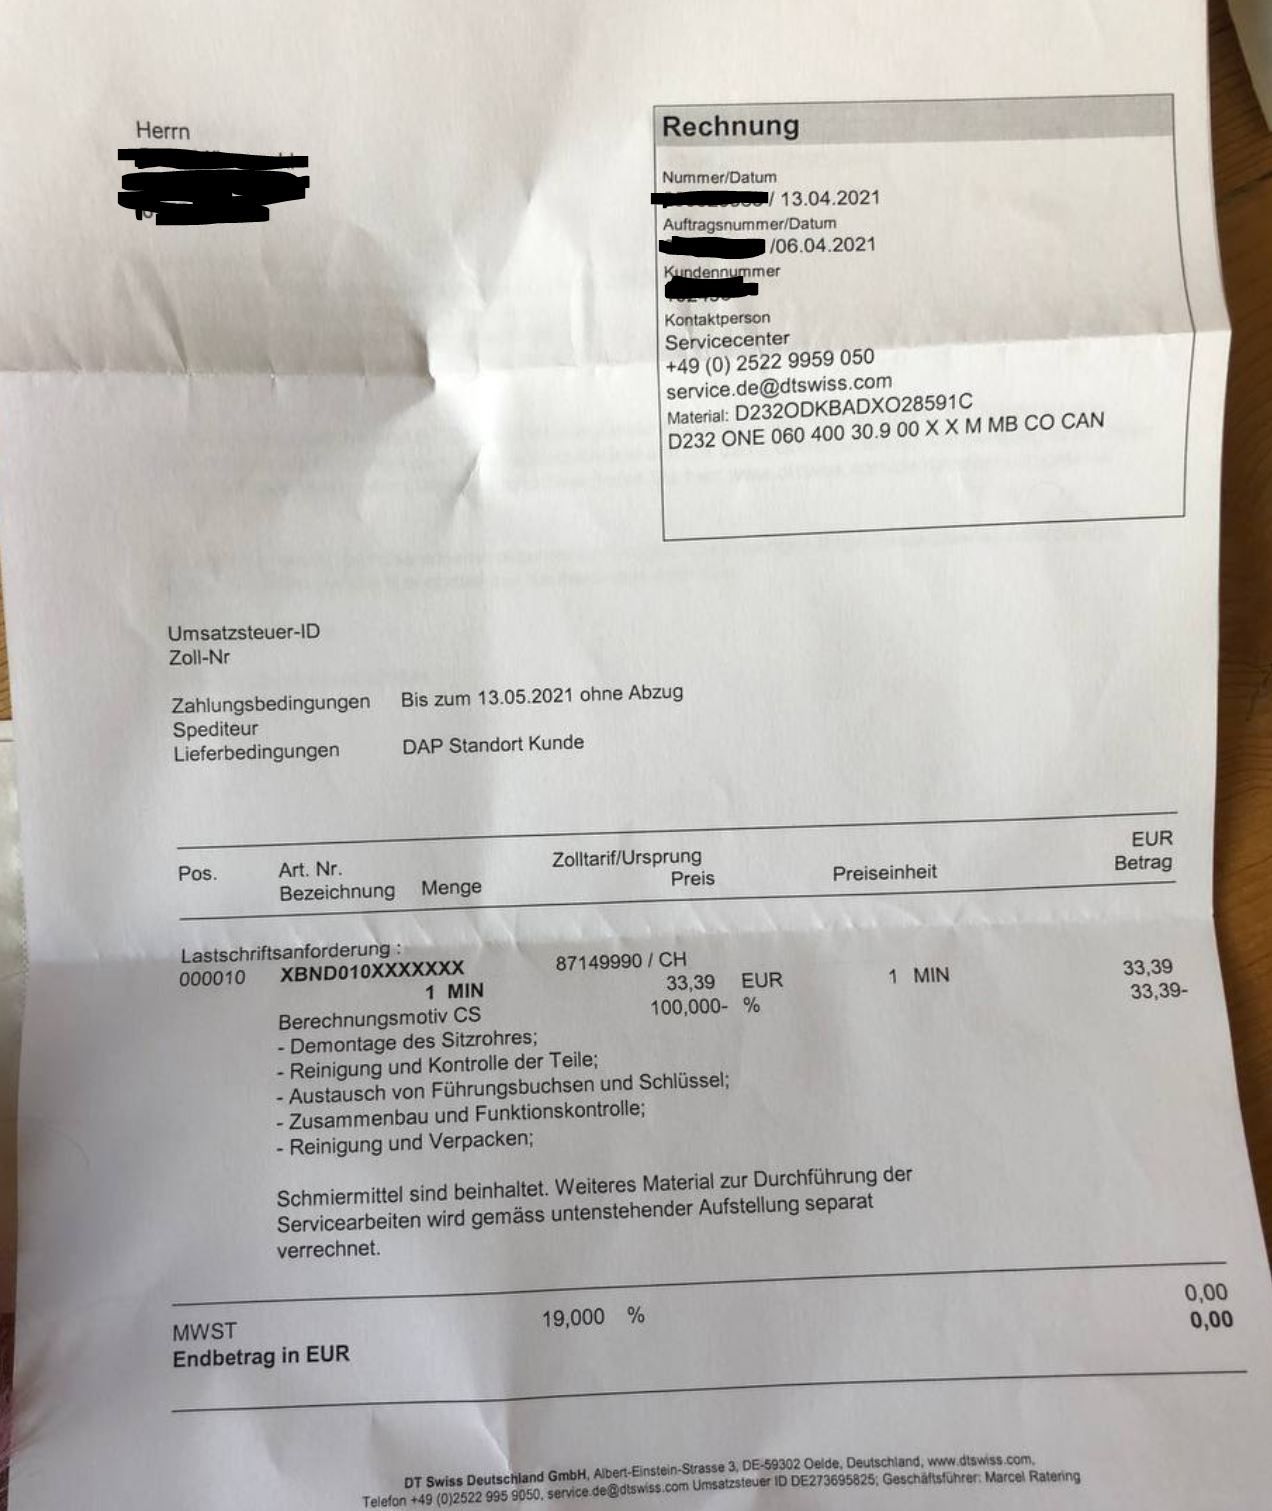 Herrn
Rechnung
Nummer/Datum
/ 13.04.2021
Auftragsnummer/Datum
/06.04.2021
Kundennummer
Kontaktperson
Servicecenter
+49 (0) 2522 9959 050
service.de@dtswiss.com
Material: D232ODKBADXO28591C
D232 ONE 060 400 30.9 00 X X M MB CO CAN
Umsatzsteuer-ID
Zoll-Nr
Zahlungsbedingungen Bis zum 13.05.2021 ohne Abzug
Spediteur
Lieferbedingungen DAP Standort Kunde
EUR
Pos. Art. Nr. Zolltarif/Ursprung Preiseinheit Betrag
Bezeichnung Menge Preis
Lastschriftsanforderung :
000010 XBND010XXXXXXX 87149990 / CH
1 MIN 33,39 EUR 1 MIN 33,39
Berechnungsmotiv CS 100,000- % 33,39-
- Demontage des Sitzrohres;
- Reinigung und Kontrolle der Teile;
- Austausch von Führungsbuchsen und Schlüssel;
- Zusammenbau und Funktionskontrolle;
- Reinigung und Verpacken;
Schmiermittel sind beinhaltet. Weiteres Material zur Durchführung der
Servicearbeiten wird gemäss untenstehender Aufstellung separat
verrechnet.
MWST 19,000 % 0,00
Endbetrag in EUR 0,00
DT Swiss Deutschland GmbH, Albert-Einstein-Strasse 3, DE-59302 Oelde, Deutschland, www.dtswiss.com,
Telefon +49 (0)2522 995 9050, service.de@dtswiss.com Umsatzsteuer ID DE273695825; Geschäftsführer: Marcel Ratering